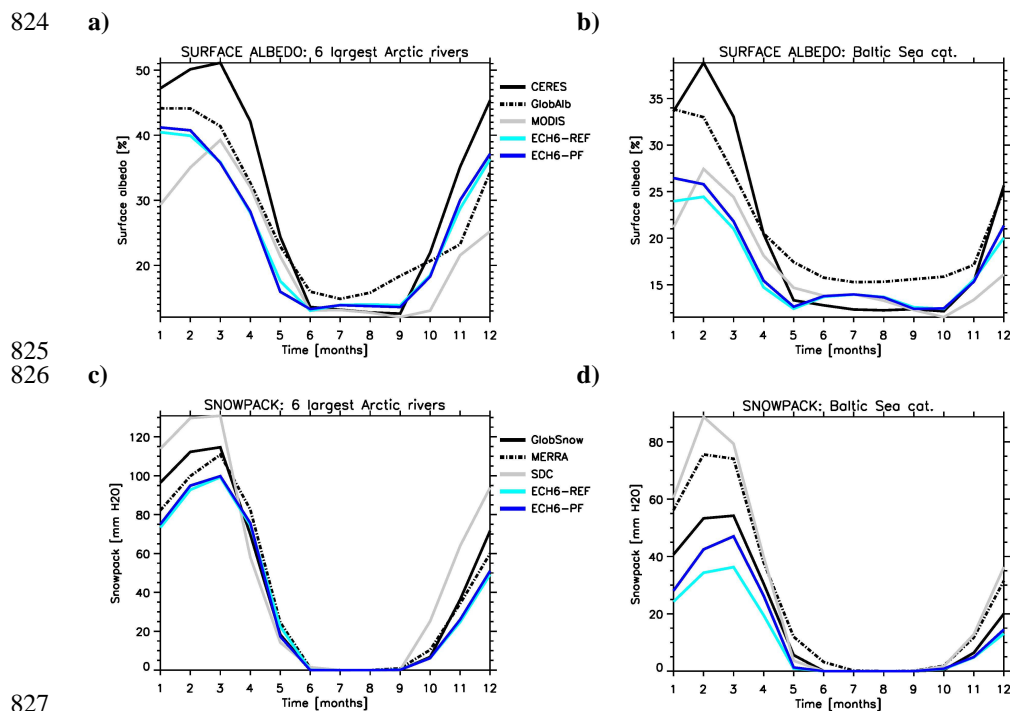 824 a) b)
SURFACE ALBEDO: 6 largest Arctic rivers
50
40
30
20
Surface albedo [%]
1 2 3 4 5 6 7 8 9 10 11 12
Time [months]
CERES
GlobAlb
MODIS
ECH6-REF
ECH6-PF
SURFACE ALBEDO: Baltic Sea cat.
35
30
25
20
15
Surface albedo [%]
1 2 3 4 5 6 7 8 9 10 11 12
Time [months]
825
826 c) d)
SNOWPACK: 6 largest Arctic rivers
120
100
80
60
40
20
0
Snowpack [mm H2O]
1 2 3 4 5 6 7 8 9 10 11 12
Time [months]
GlobSnow
MERRA
SDC
ECH6-REF
ECH6-PF
SNOWPACK: Baltic Sea cat.
80
60
40
20
0
Snowpack [mm H2O]
1 2 3 4 5 6 7 8 9 10 11 12
Time [months]
827